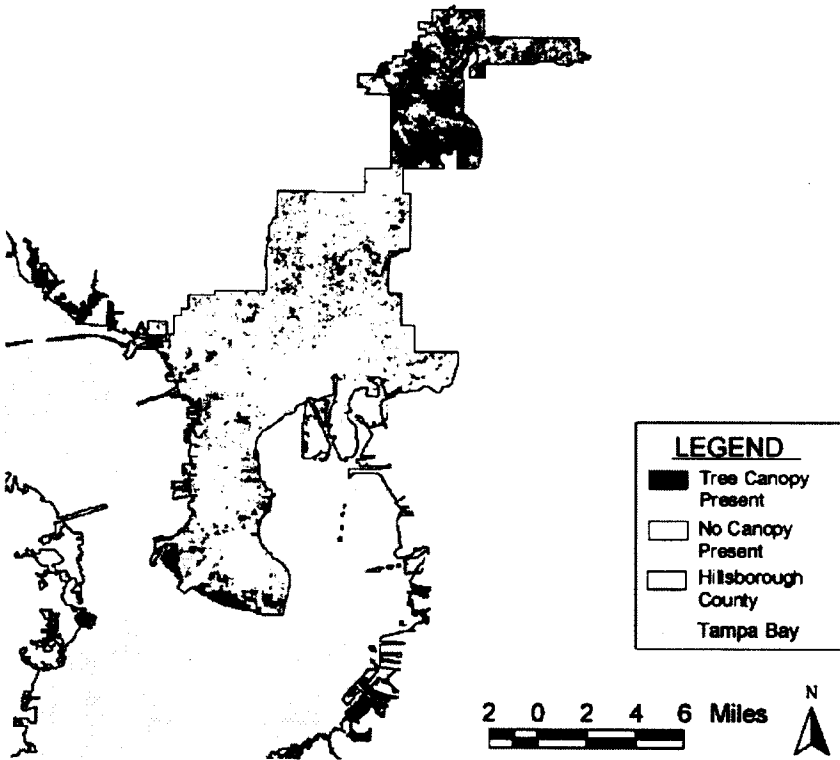 LEGEND
Tree Canopy
Present
No Canopy
Present
Hillsborough
County
Tampa Bay
2 0 2 4 6 Miles
N